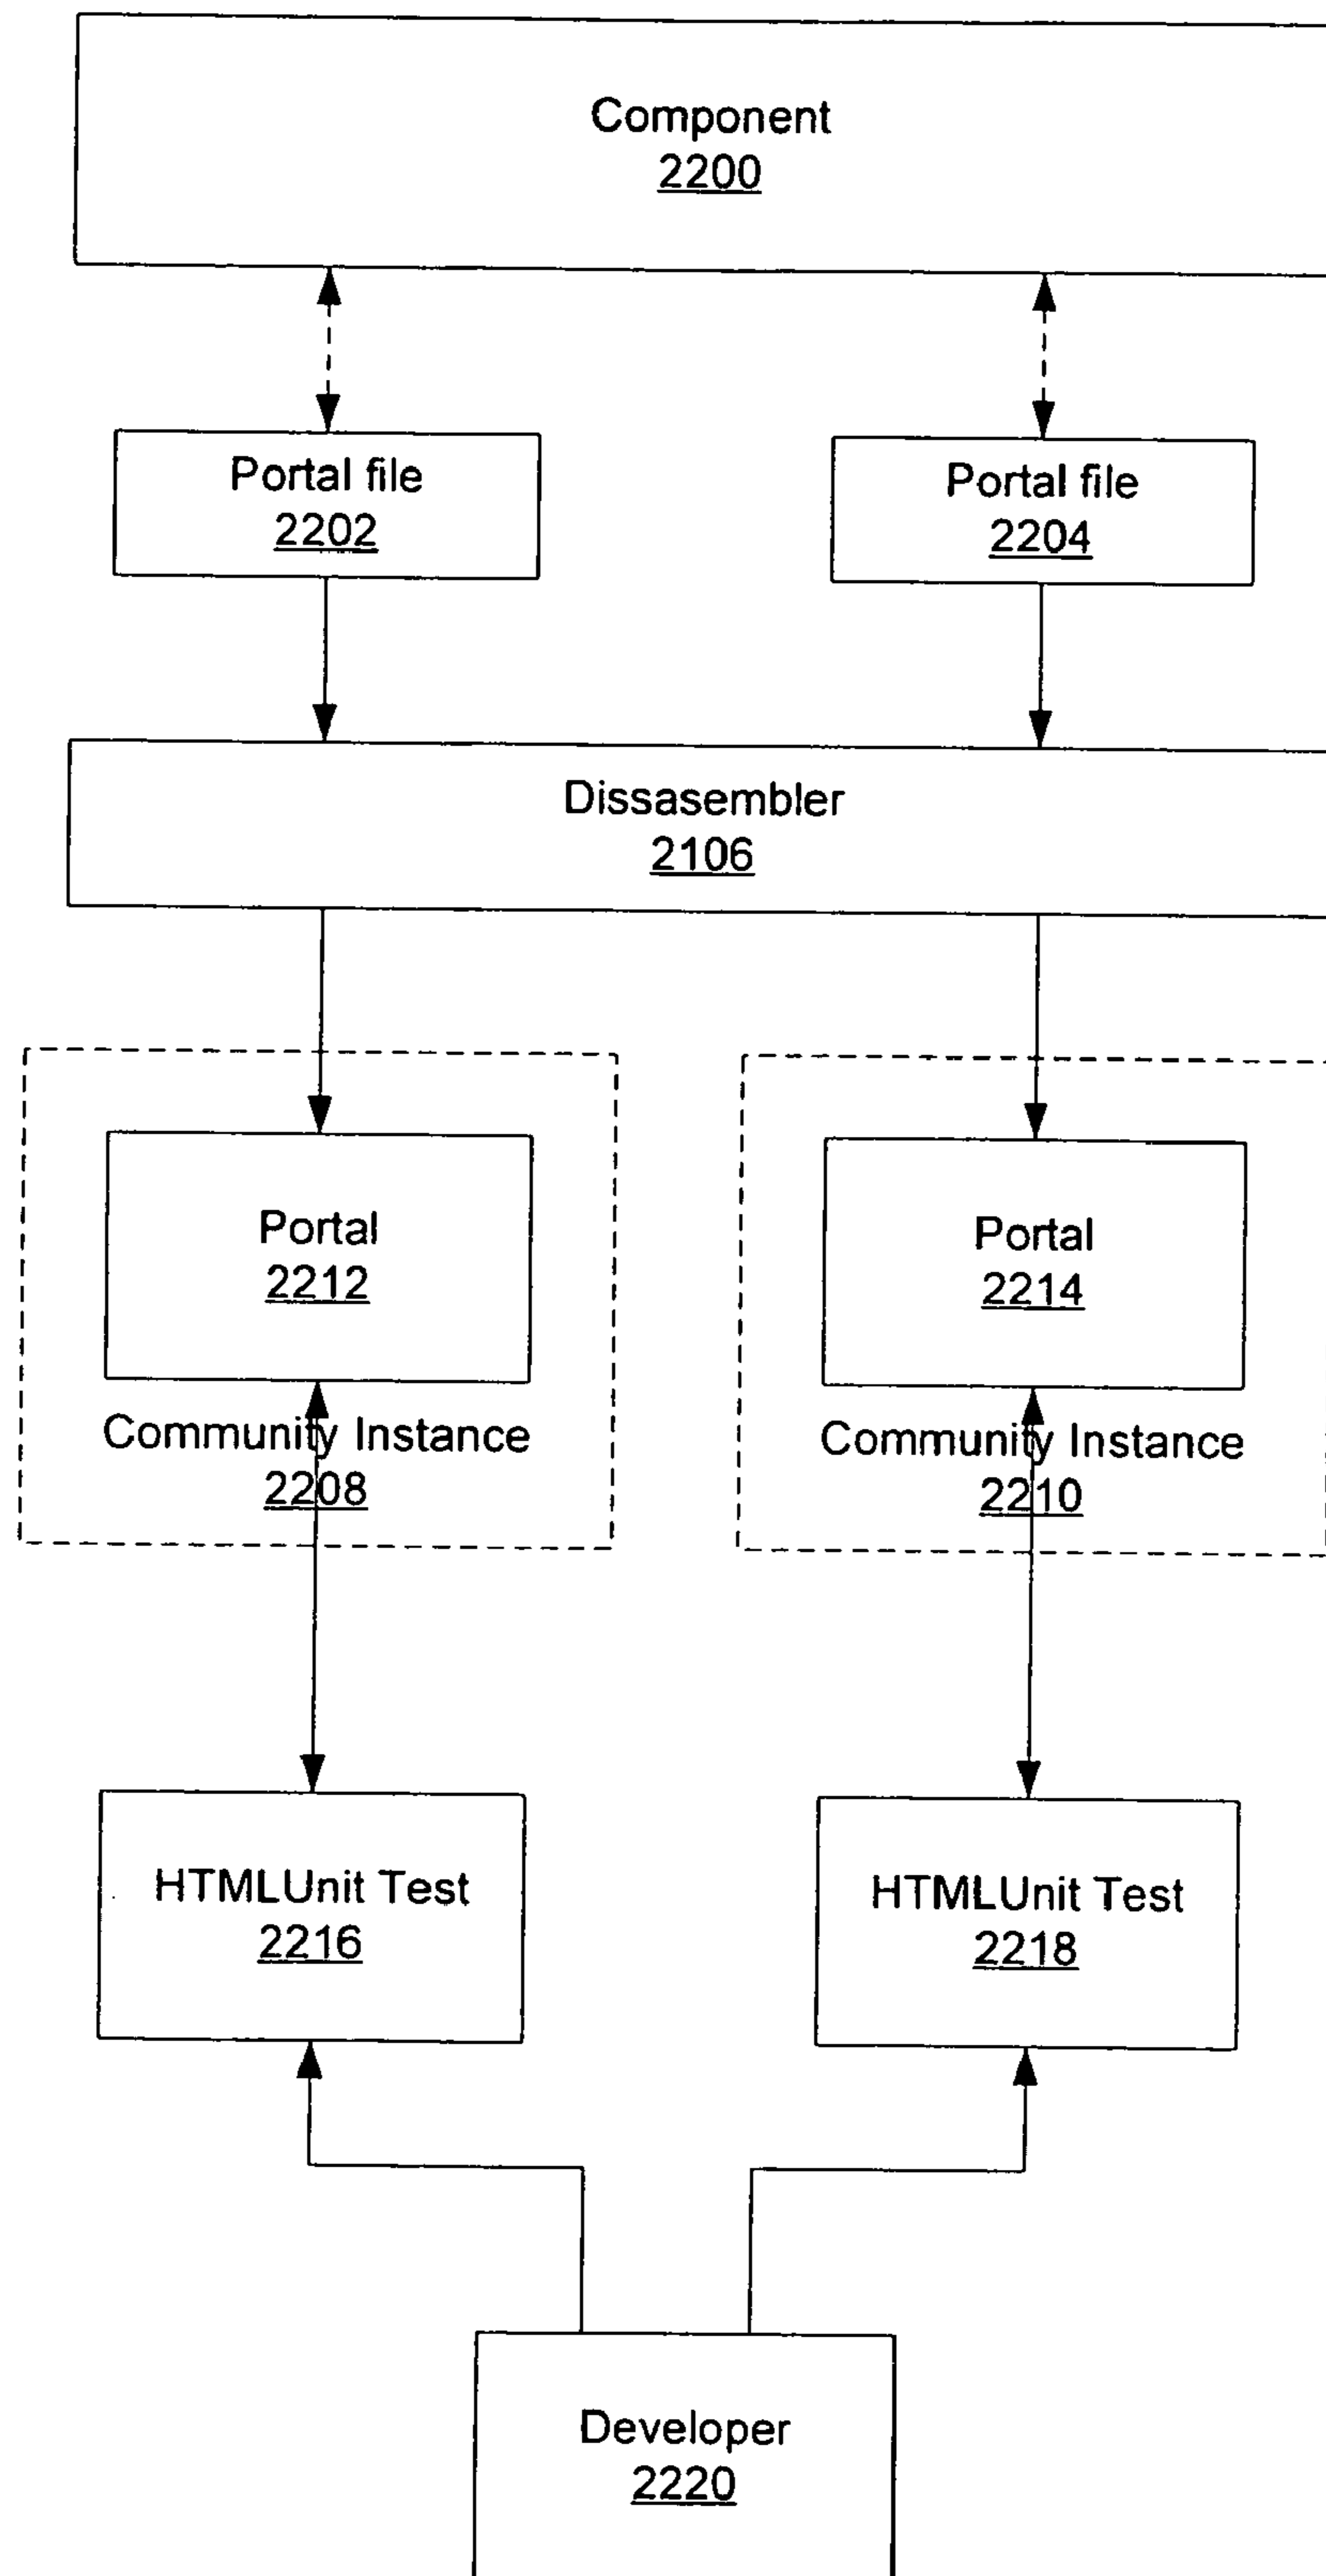 Component
2200
Portal file
2202
Portal file
2204
Dissasembler
2106
Portal
2212
Portal
2214
Community Instance
2208
Community Instance
2210
HTMLUnit Test
2216
HTMLUnit Test
2218
Developer
2220